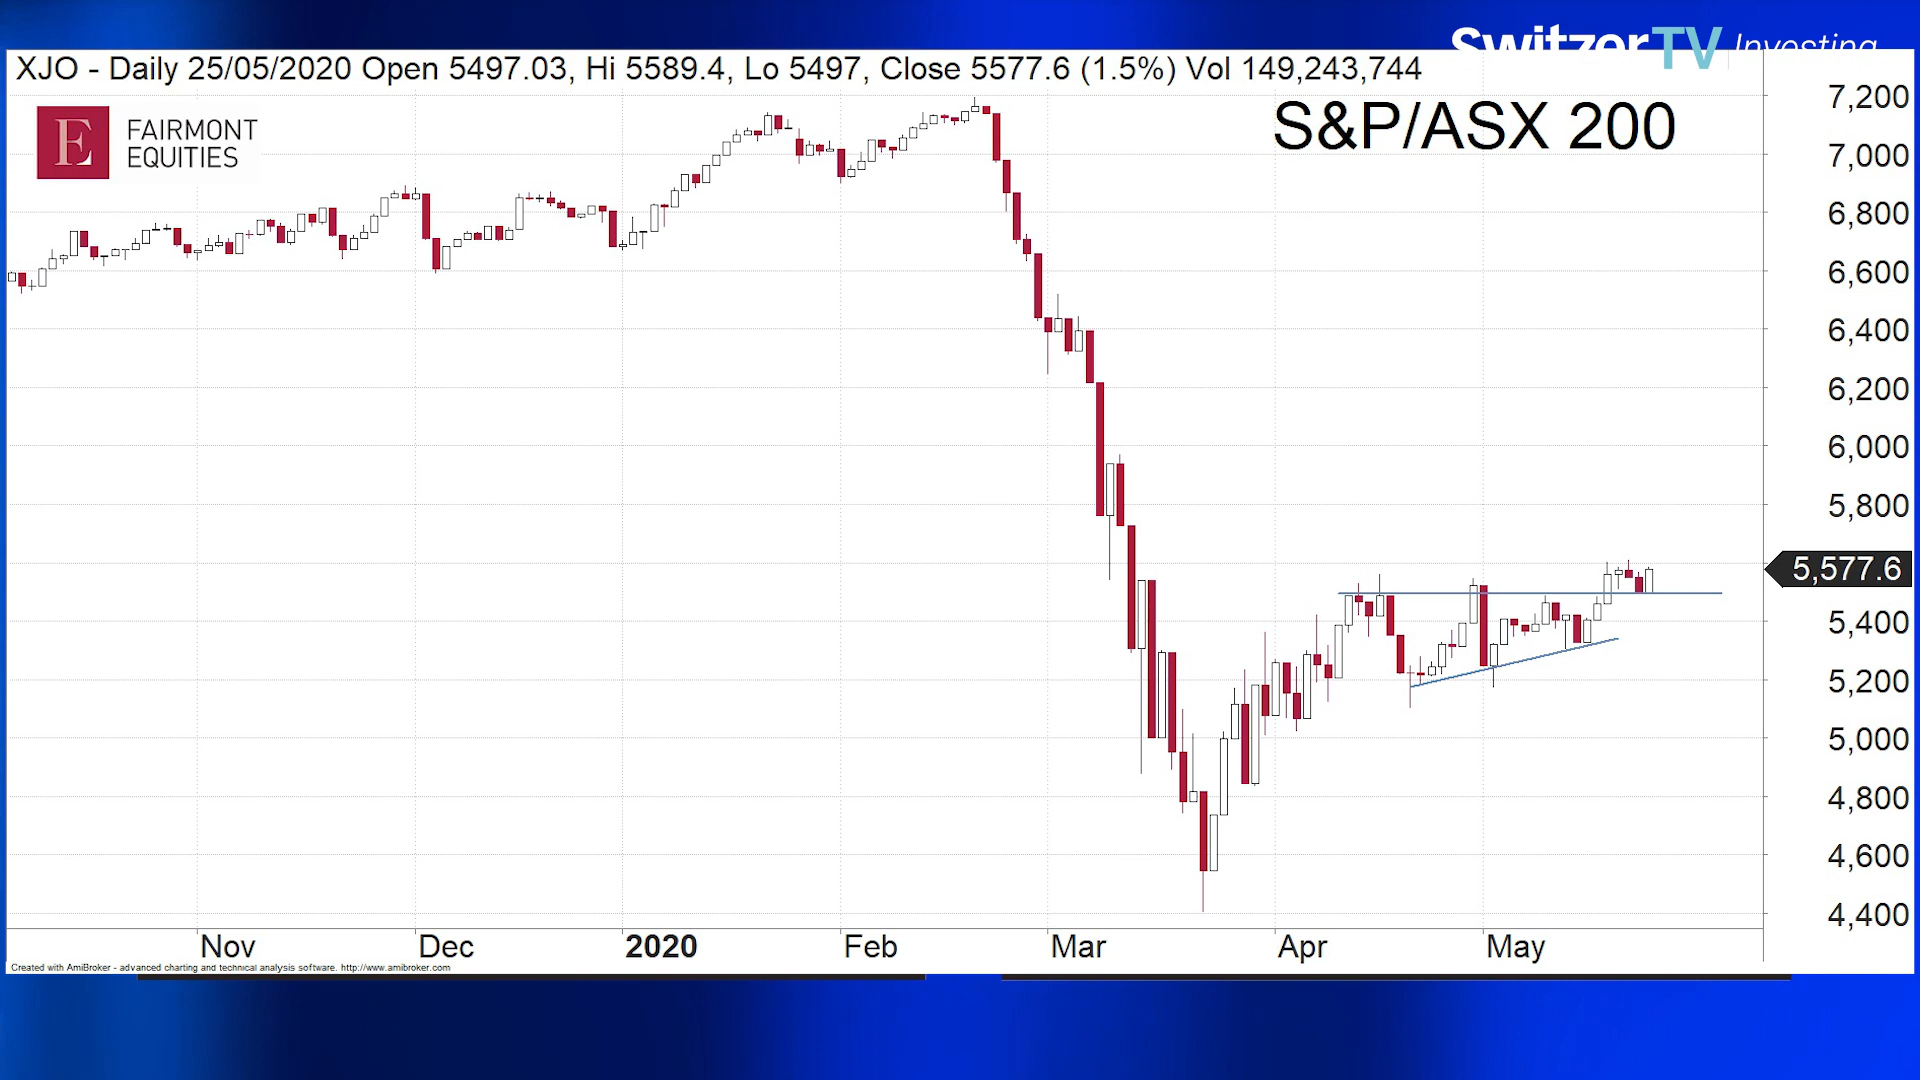 SwitzerTV Investing
XJO - Daily 25/05/2020 Open 5497.03, Hi 5589.4, Lo 5497, Close 5577.6 (1.5%) Vol 149,243,744
E FAIRMONT
EQUITIES
S&P/ASX 200
7,200
7,000
6,800
6,600
6,400
6,200
6,000
5,800
5,577.6
5,400
5,200
5,000
4,800
4,600
4,400
Nov Dec 2020 Feb Mar Apr May
Created with AmiBroker - advanced charting and technical analysis software. http://www.amibroker.com